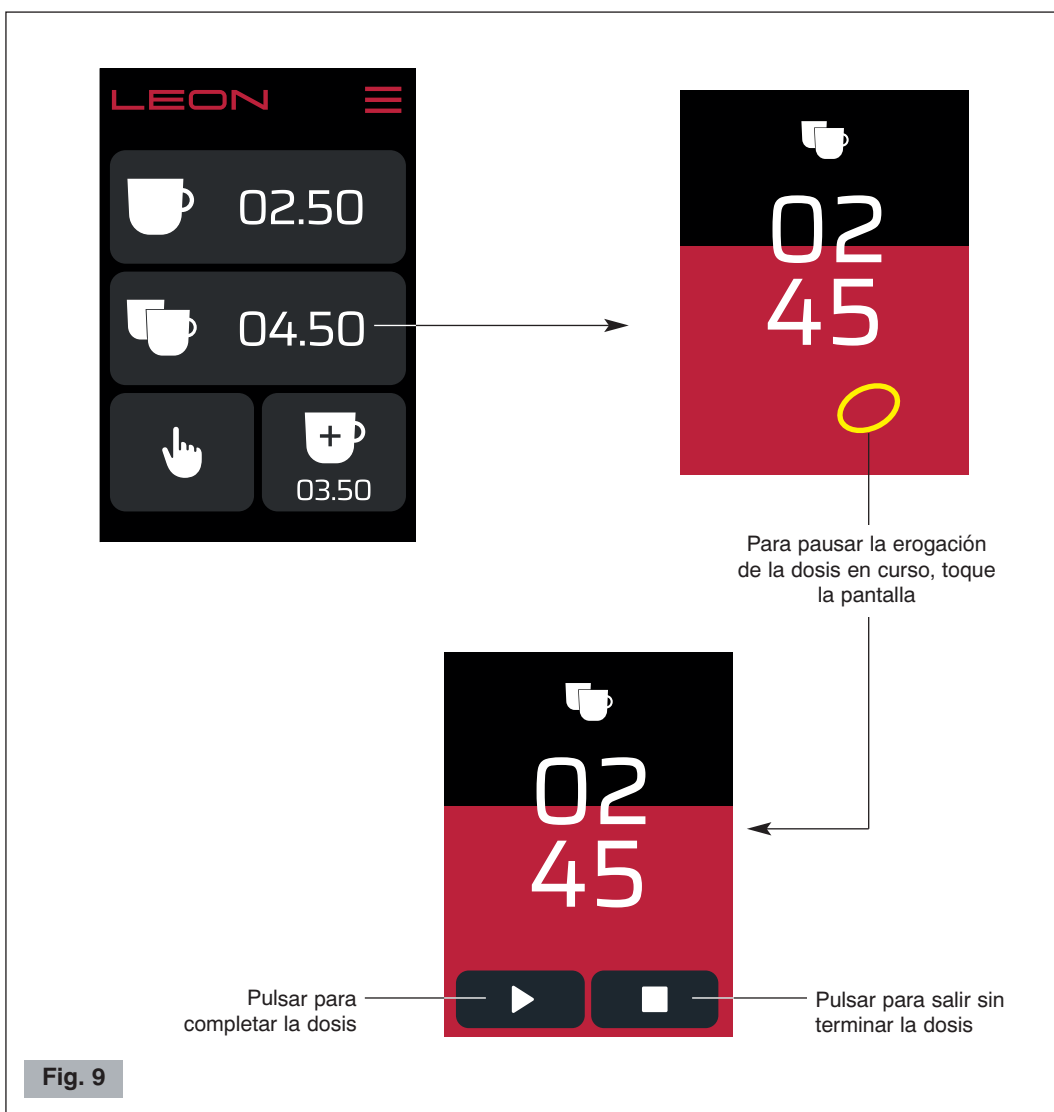 LEON
02.50
04.50
03.50
02
45
Para pausar la erogación
de la dosis en curso, toque
la pantalla
02
45
Pulsar para
completar la dosis
Pulsar para salir sin
terminar la dosis
Fig. 9